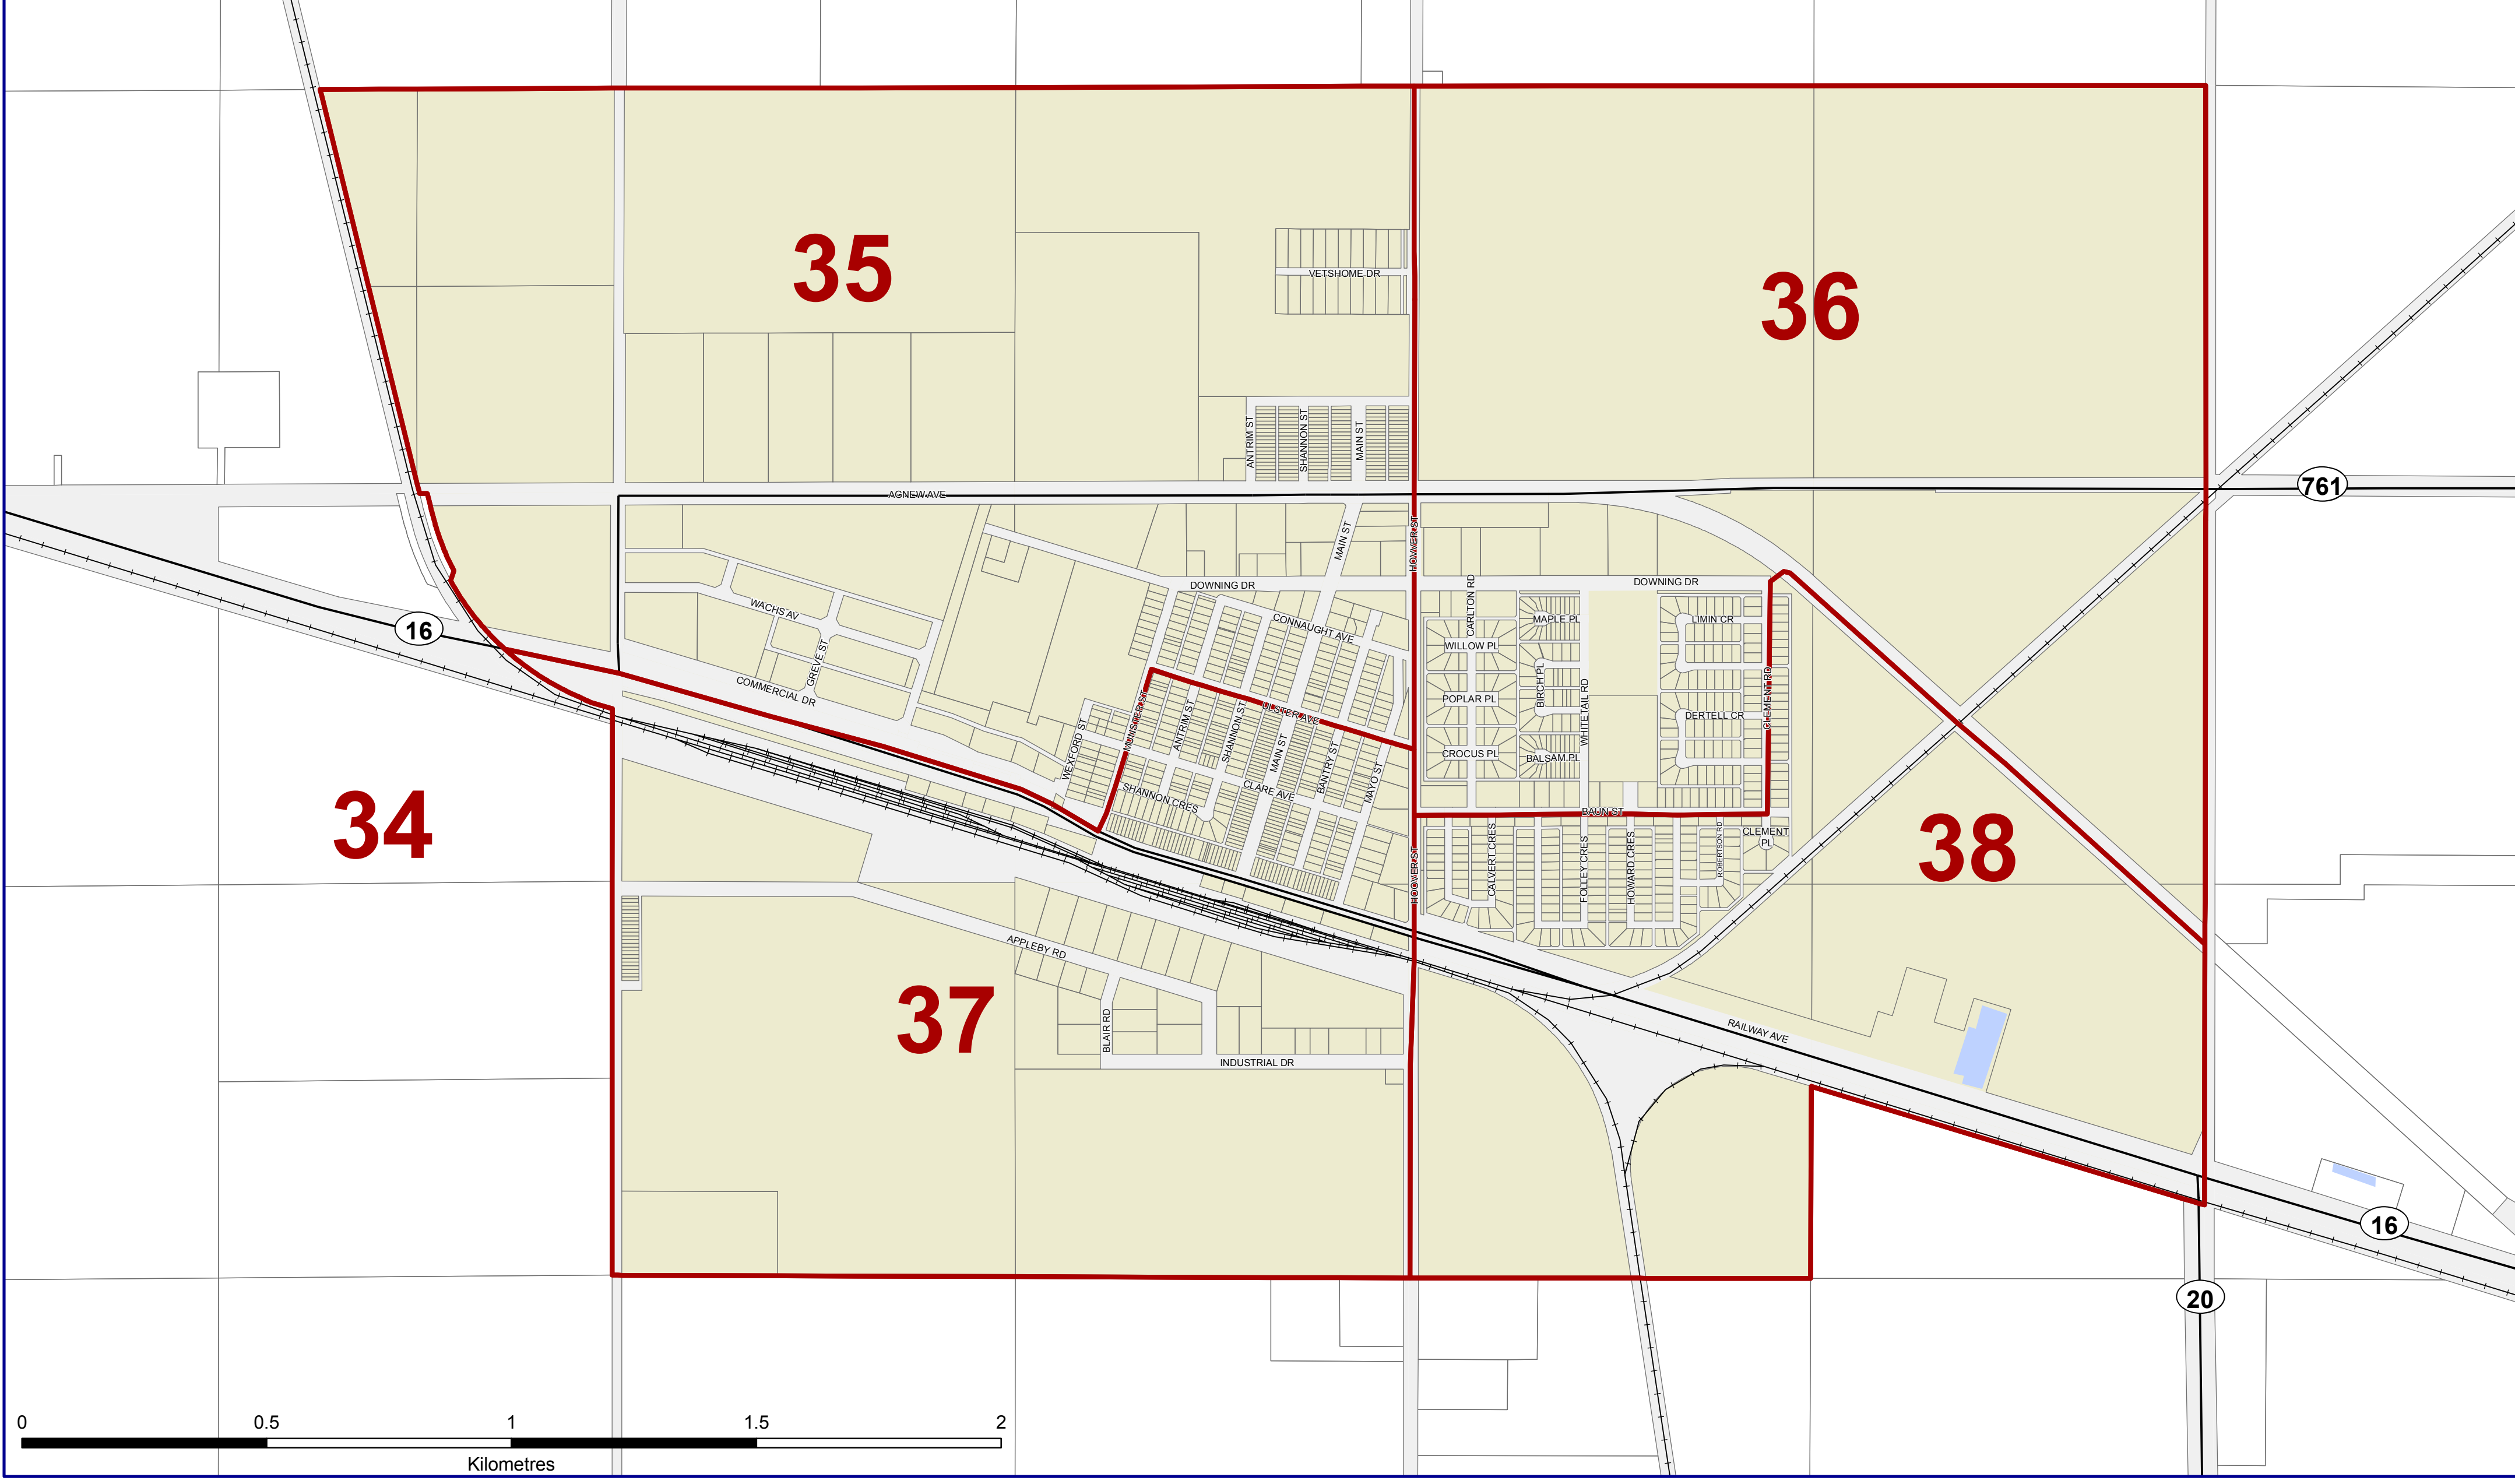 35
36
VETSHOME DR
ANTRIM ST
SHANNON ST
MAIN ST
AGNEW AVE
761
MAIN ST
HOOVER ST
16
DOWNING DR
DOWNING DR
CARLTON RD
WACHS AV
GREVE ST
COMMERCIAL DR
CONNAUGHT AVE
MAPLE PL
LIMIN CR
WILLOW PL
BIRCH PL
POPLAR PL
WHITETAIL RD
CLEMENT RD
DERTELL CR
CROCUS PL
BALSAM PL
WEXFORD ST
MUNSTER ST
ANTRIM ST
SHANNON ST
ULSTER AVE
MAIN ST
BANTRY ST
MAYO ST
SHANNON CRES
CLARE AVE
BAUN ST
34
38
CALVERT CRES
FOLLEY CRES
HOWARD CRES
ROBERTSON RD
CLEMENT
PL
HOOVER ST
37
APPLEBY RD
BLAIR RD
INDUSTRIAL DR
RAILWAY AVE
16
20
0 0.5 1 1.5 2
Kilometres